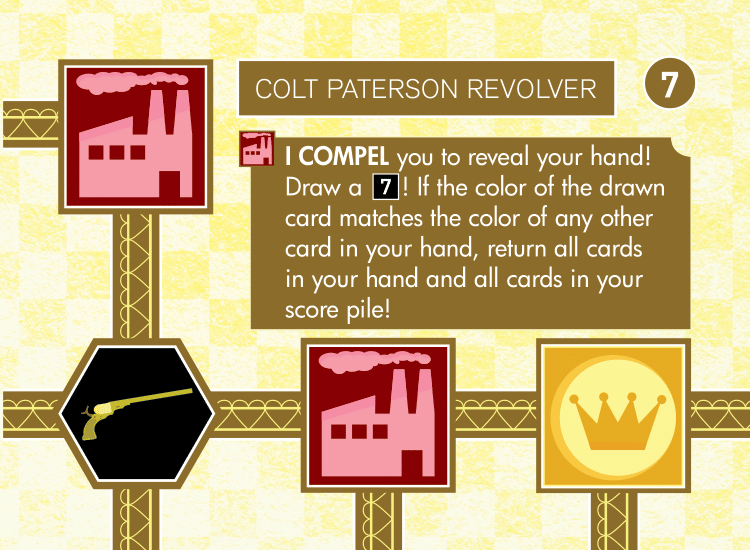 COLT PATERSON REVOLVER 7
I COMPEL you to reveal your hand!
Draw a 7! If the color of the drawn
card matches the color of any other
card in your hand, return all cards
in your hand and all cards in your
score pile!